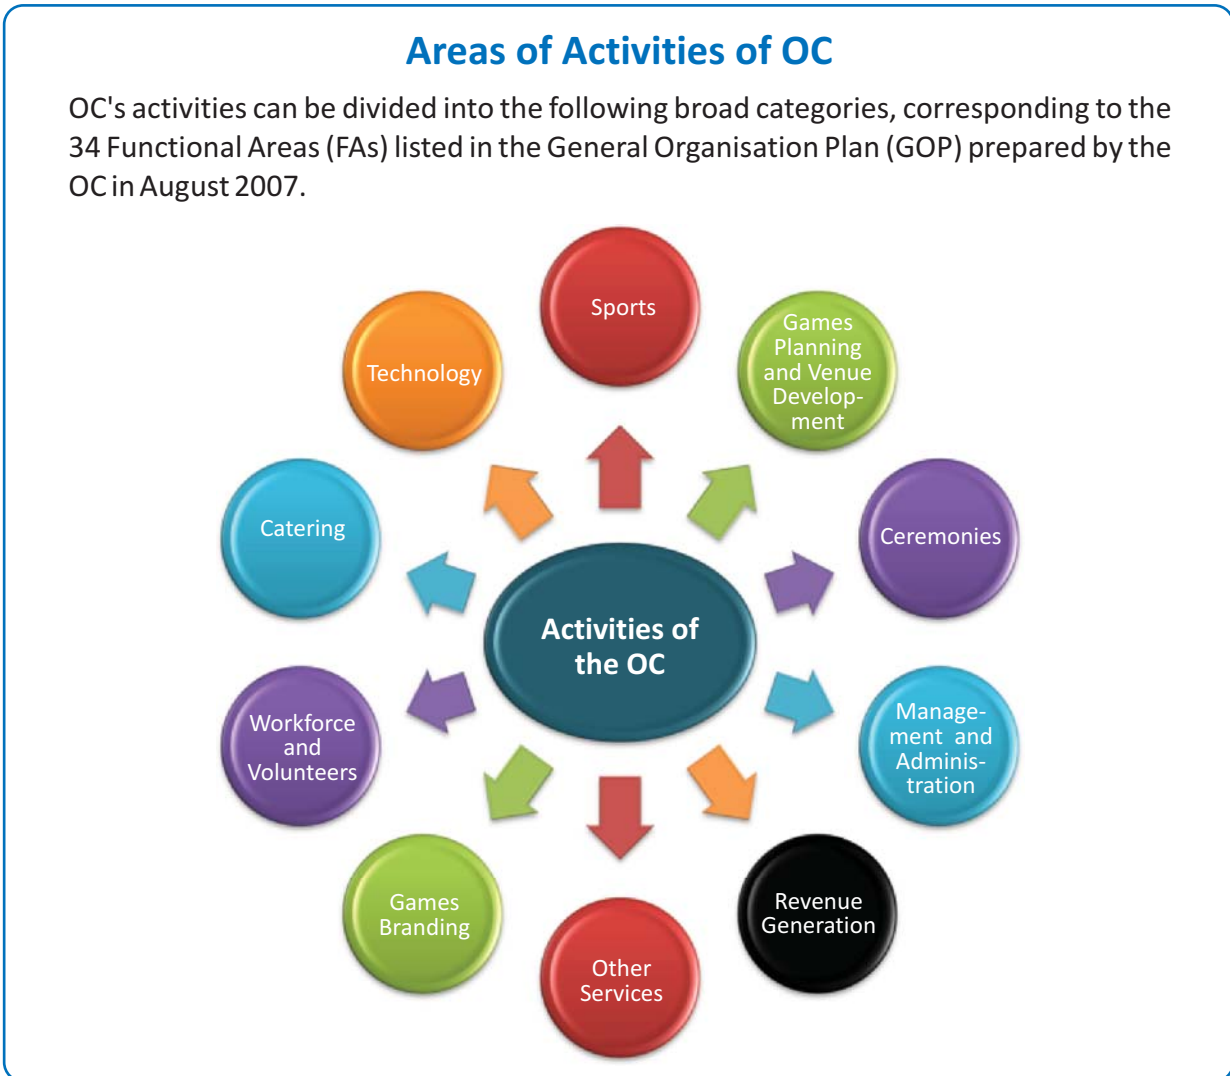 Areas of Activities of OC
OC's activities can be divided into the following broad categories, corresponding to the
34 Functional Areas (FAs) listed in the General Organisation Plan (GOP) prepared by the
OC in August 2007.
Sports
Games
Planning
and Venue
Develop-
ment
Technology
Catering
Ceremonies
Activities of
the OC
Workforce
and
Volunteers
Manage-
ment and
Adminis-
tration
Games
Branding
Revenue
Generation
Other
Services